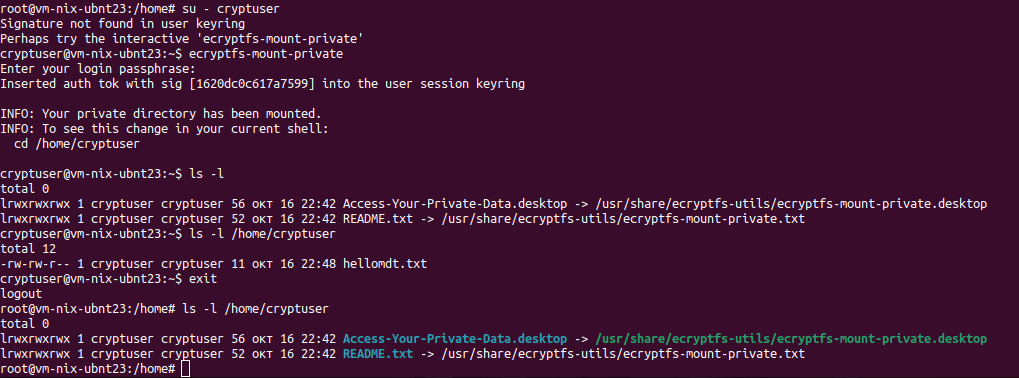 root@vm-nix-ubnt23:/home# su - cryptuser
Signature not found in user keyring
Perhaps try the interactive 'ecryptfs-mount-private'
cryptuser@vm-nix-ubnt23:~$ ecryptfs-mount-private
Enter your login passphrase:
Inserted auth tok with sig [1620dc0c617a7599] into the user session keyring

INFO: Your private directory has been mounted.
INFO: To see this change in your current shell:
  cd /home/cryptuser

cryptuser@vm-nix-ubnt23:~$ ls -l
total 0
lrwxrwxrwx 1 cryptuser cryptuser 56 окт 16 22:42 Access-Your-Private-Data.desktop -> /usr/share/ecryptfs-utils/ecryptfs-mount-private.desktop
lrwxrwxrwx 1 cryptuser cryptuser 52 окт 16 22:42 README.txt -> /usr/share/ecryptfs-utils/ecryptfs-mount-private.txt
cryptuser@vm-nix-ubnt23:~$ ls -l /home/cryptuser
total 12
-rw-rw-r-- 1 cryptuser cryptuser 11 окт 16 22:48 hellomdt.txt
cryptuser@vm-nix-ubnt23:~$ exit
logout
root@vm-nix-ubnt23:/home# ls -l /home/cryptuser
total 0
lrwxrwxrwx 1 cryptuser cryptuser 56 окт 16 22:42 Access-Your-Private-Data.desktop -> /usr/share/ecryptfs-utils/ecryptfs-mount-private.desktop
lrwxrwxrwx 1 cryptuser cryptuser 52 окт 16 22:42 README.txt -> /usr/share/ecryptfs-utils/ecryptfs-mount-private.txt
root@vm-nix-ubnt23:/home#